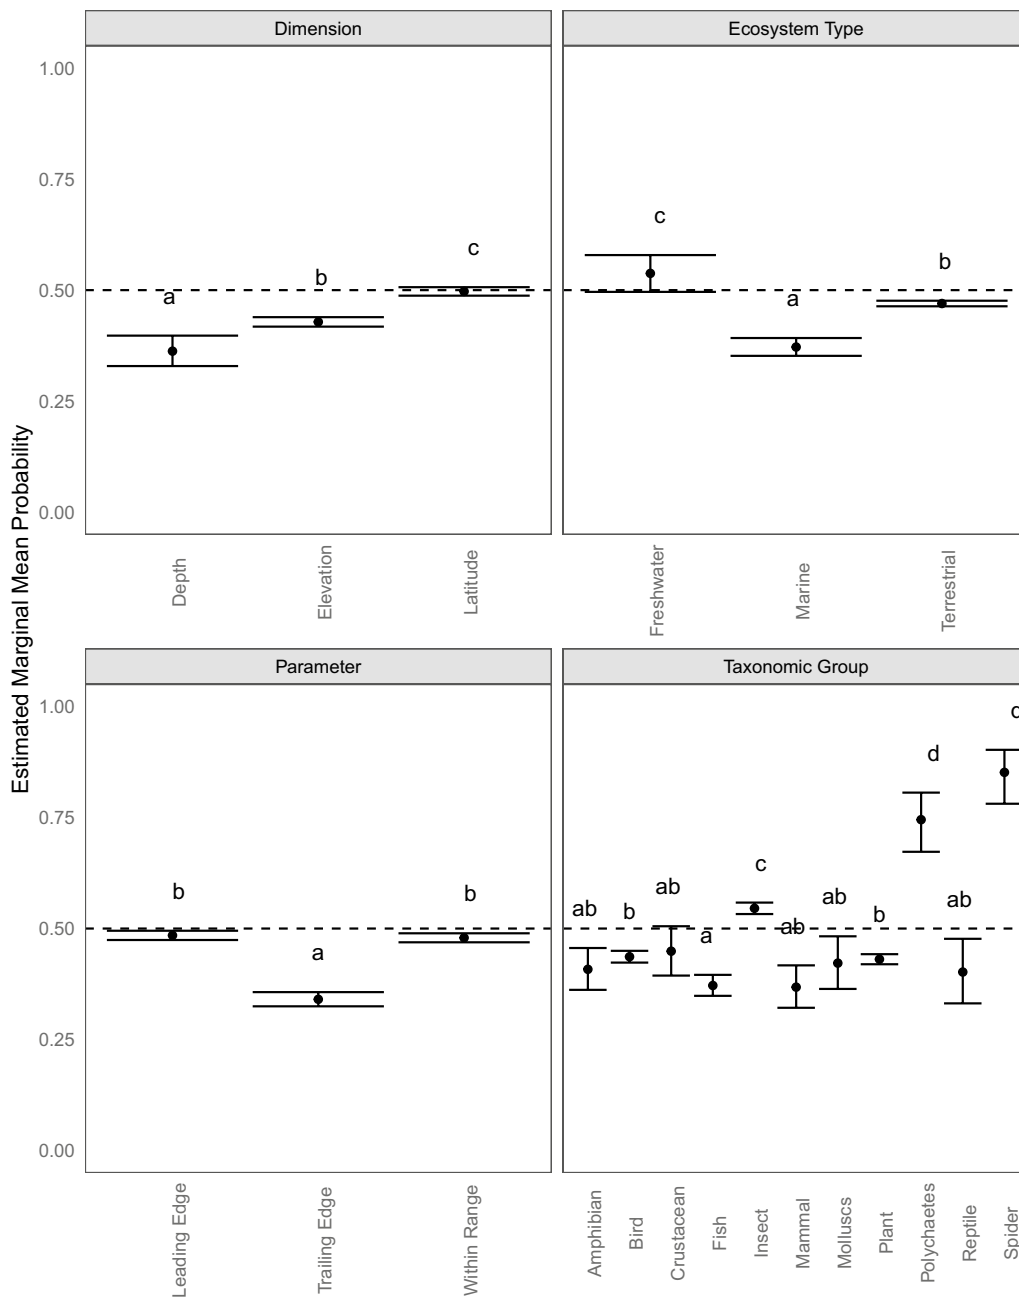 Dimension
Ecosystem Type
1.00
0.75
0.50
0.25
0.00
a
b
c
c
a
b
Depth
Elevation
Latitude
Freshwater
Marine
Terrestrial
Estimated Marginal Mean Probability
Parameter
Taxonomic Group
1.00
0.75
0.50
0.25
0.00
b
a
b
ab
b
ab
a
c
ab
ab
b
d
ab
d
Leading Edge
Trailing Edge
Within Range
Amphibian
Bird
Crustacean
Fish
Insect
Mammal
Molluscs
Plant
Polychaetes
Reptile
Spider